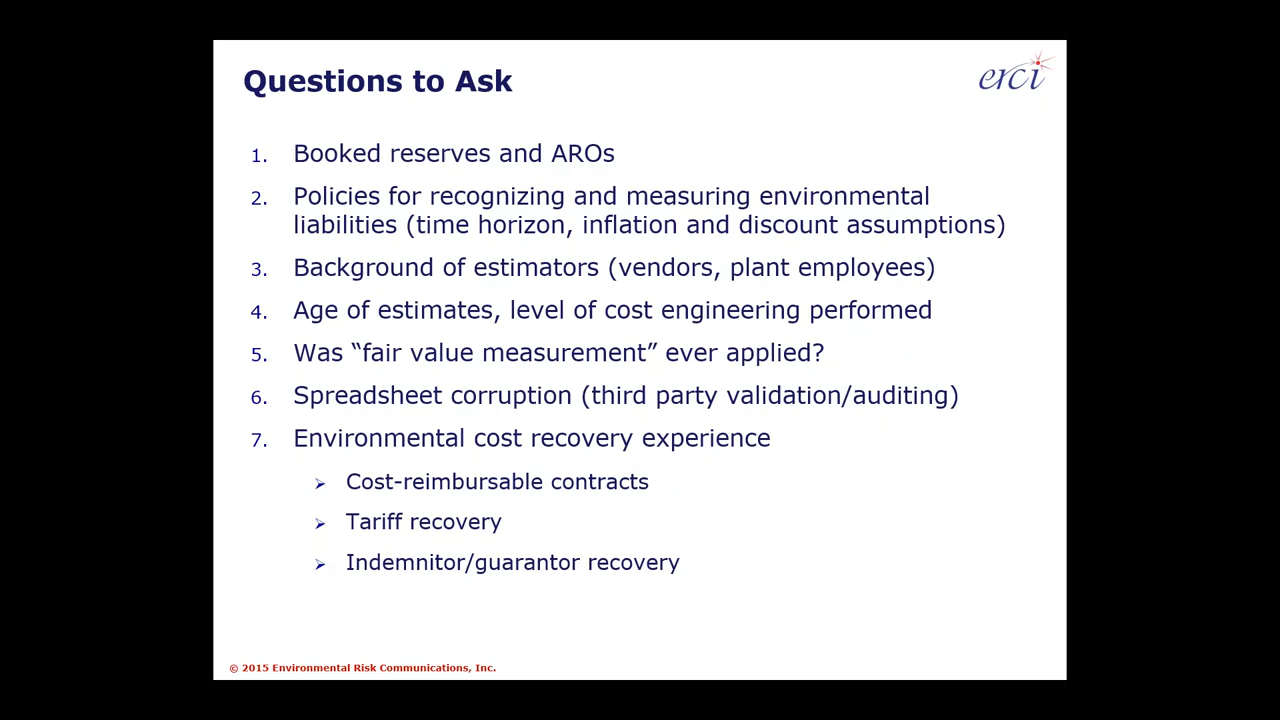 Questions to Ask
erci
1. Booked reserves and AROs
2. Policies for recognizing and measuring environmental
liabilities (time horizon, inflation and discount assumptions)
3. Background of estimators (vendors, plant employees)
4. Age of estimates, level of cost engineering performed
5. Was “fair value measurement” ever applied?
6. Spreadsheet corruption (third party validation/auditing)
7. Environmental cost recovery experience
➢ Cost-reimbursable contracts
➢ Tariff recovery
➢ Indemnitor/guarantor recovery
© 2015 Environmental Risk Communications, Inc.